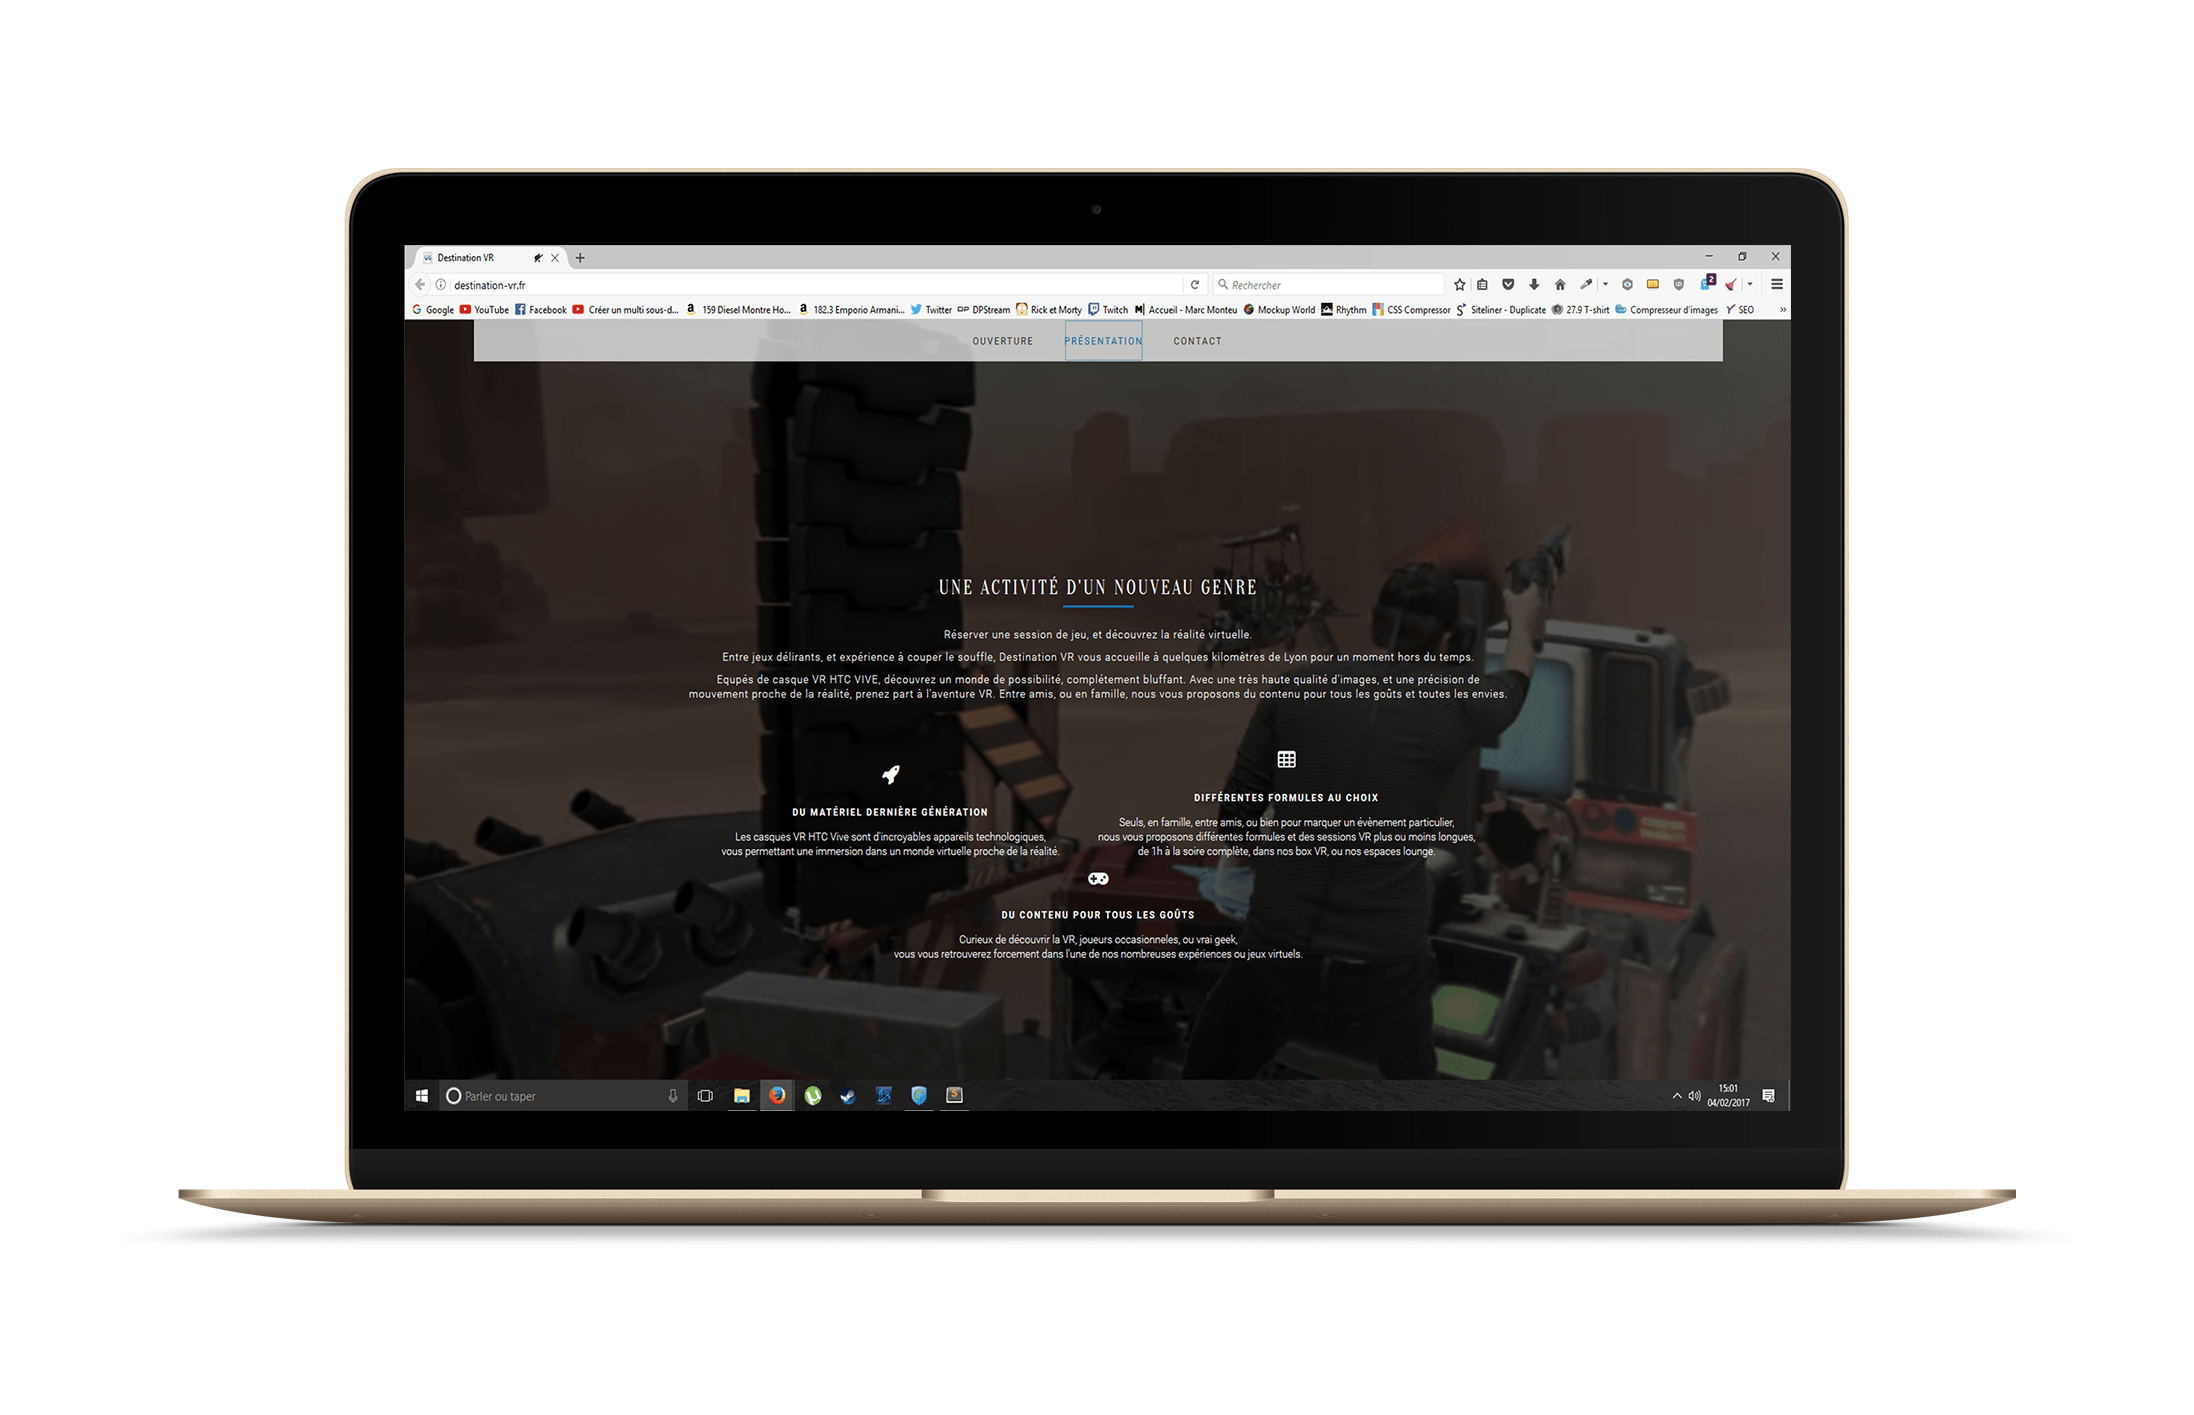 Destination VR
destination-vr.fr
Rechercher
2
Google YouTube Facebook Créer un multi sous-d... 159 Diesel Montre Ho... 182.3 Emporio Armani... Twitter DPStream Rick et Morty Twitch Accueil - Marc Monteu Mockup World Rhythm CSS Compressor Siteliner - Duplicate 27.9 T-shirt Compresseur d'images SEO »
OUVERTURE PRÉSENTATION CONTACT
UNE ACTIVITÉ D'UN NOUVEAU GENRE
Réserver une session de jeu, et découvrez la réalité virtuelle.
Entre jeux délirants, et expérience à couper le souffle, Destination VR vous accueille à quelques kilomètres de Lyon pour un moment hors du temps.
Equpés de casque VR HTC VIVE, découvrez un monde de possibilité, complétement bluffant. Avec une très haute qualité d'images, et une précision de
mouvement proche de la réalité, prenez part à l'aventure VR. Entre amis, ou en famille, nous vous proposons du contenu pour tous les goûts et toutes les envies.
DU MATÉRIEL DERNIÈRE GÉNÉRATION
Les casques VR HTC Vive sont d'incroyables appareils technologiques,
vous permettant une immersion dans un monde virtuelle proche de la réalité.
DIFFÉRENTES FORMULES AU CHOIX
Seuls, en famille, entre amis, ou bien pour marquer un évènement particulier,
nous vous proposons différentes formules et des sessions VR plus ou moins longues,
de 1h à la soire complète, dans nos box VR, ou nos espaces lounge.
DU CONTENU POUR TOUS LES GOÛTS
Curieux de découvrir la VR, joueurs occasionneles, ou vrai geek,
vous vous retrouverez forcement dans l'une de nos nombreuses expériences ou jeux virtuels.
Parler ou taper
15:01
04/02/2017